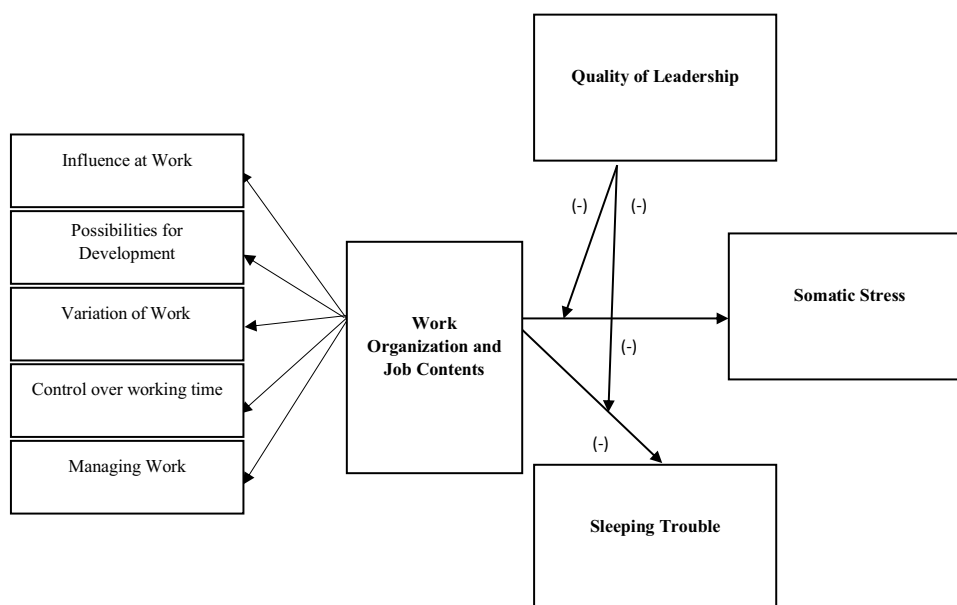 Quality of Leadership
Influence at Work
(-)
(-)
Possibilities for
Development
Somatic Stress
Variation of Work
Work
Organization and
Job Contents
(-)
Control over working time
(-)
Managing Work
Sleeping Trouble